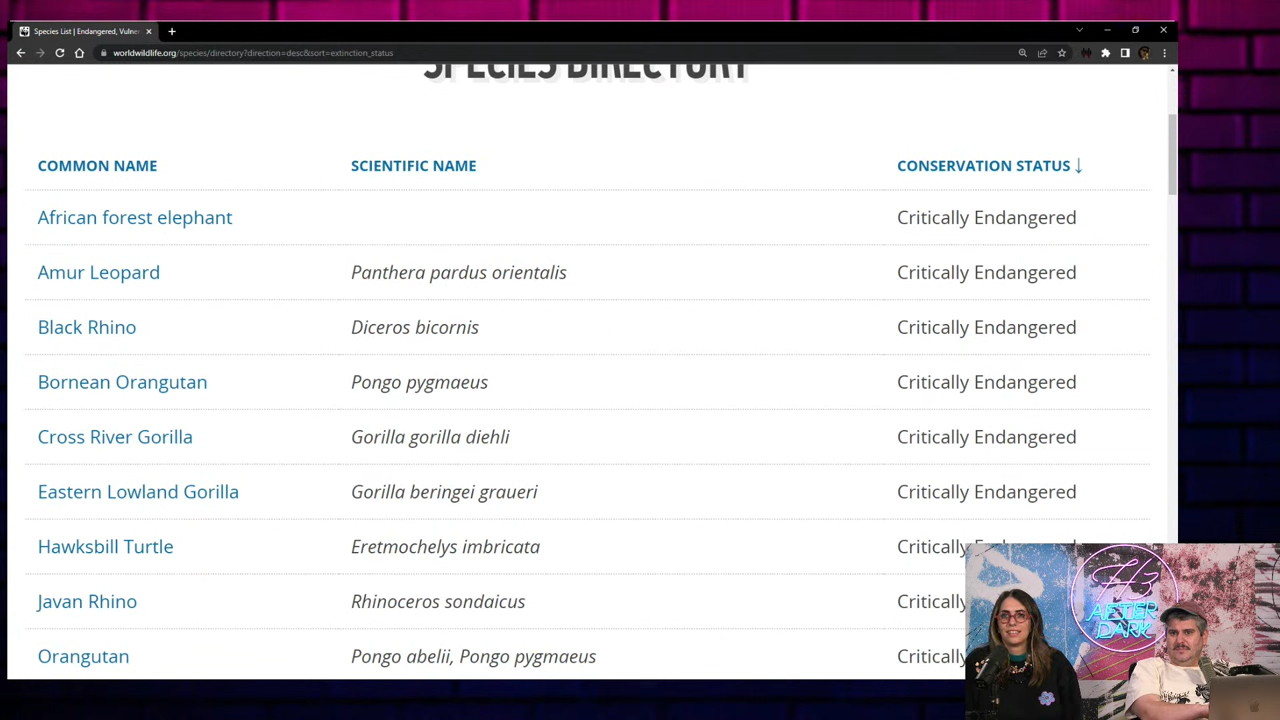 Species List | Endangered, Vulne
worldwildlife.org/species/directory?direction=desc&sort=extinction_status
SPECIES DIRECTORY
COMMON NAME SCIENTIFIC NAME CONSERVATION STATUS ↓
African forest elephant Critically Endangered
Amur Leopard Panthera pardus orientalis Critically Endangered
Black Rhino Diceros bicornis Critically Endangered
Bornean Orangutan Pongo pygmaeus Critically Endangered
Cross River Gorilla Gorilla gorilla diehli Critically Endangered
Eastern Lowland Gorilla Gorilla beringei graueri Critically Endangered
Hawksbill Turtle Eretmochelys imbricata Critically
Javan Rhino Rhinoceros sondaicus Critically
Orangutan Pongo abelii, Pongo pygmaeus Critically
H3
AFTER
DARK